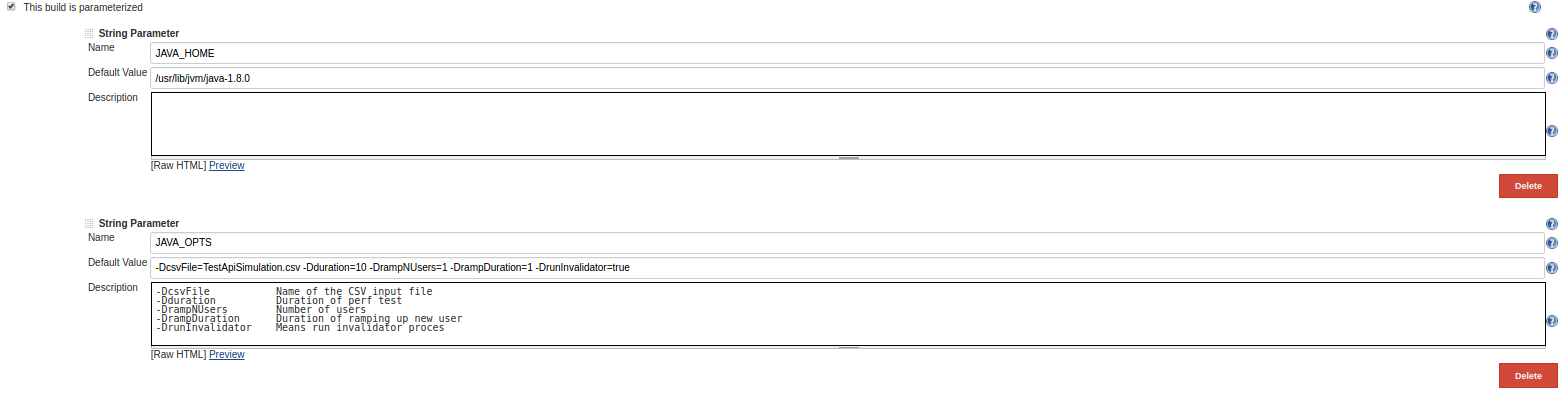 This build is parameterized
String Parameter
Name JAVA_HOME
Default Value /usr/lib/jvm/java-1.8.0
Description
[Raw HTML] Preview
Delete
String Parameter
Name JAVA_OPTS
Default Value -DcsvFile=TestApiSimulation.csv -Dduration=10 -DrampNUsers=1 -DrampDuration=1 -DrunInvalidator=true
Description
-DcsvFile Name of the CSV input file
-Dduration Duration of perf test
-DrampNUsers Number of users
-DrampDuration Duration of ramping up new user
-DrunInvalidator Means run invalidator proces
[Raw HTML] Preview
Delete